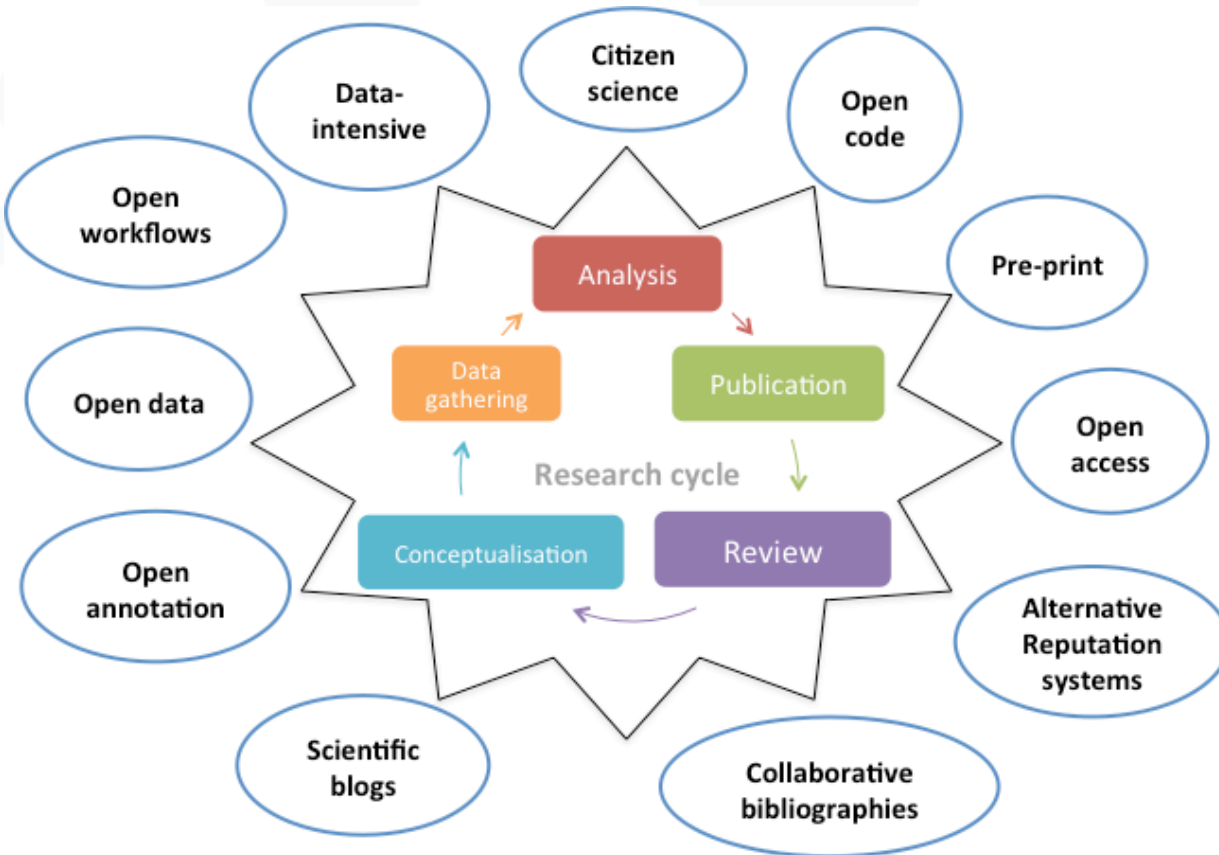 Citizen
science
Data-
intensive
Open
code
Open
workflows
Pre-print
Analysis
Data
gathering
Publication
Open data
Open
access
Research cycle
Conceptualisation
Review
Open
annotation
Alternative
Reputation
systems
Scientific
blogs
Collaborative
bibliographies